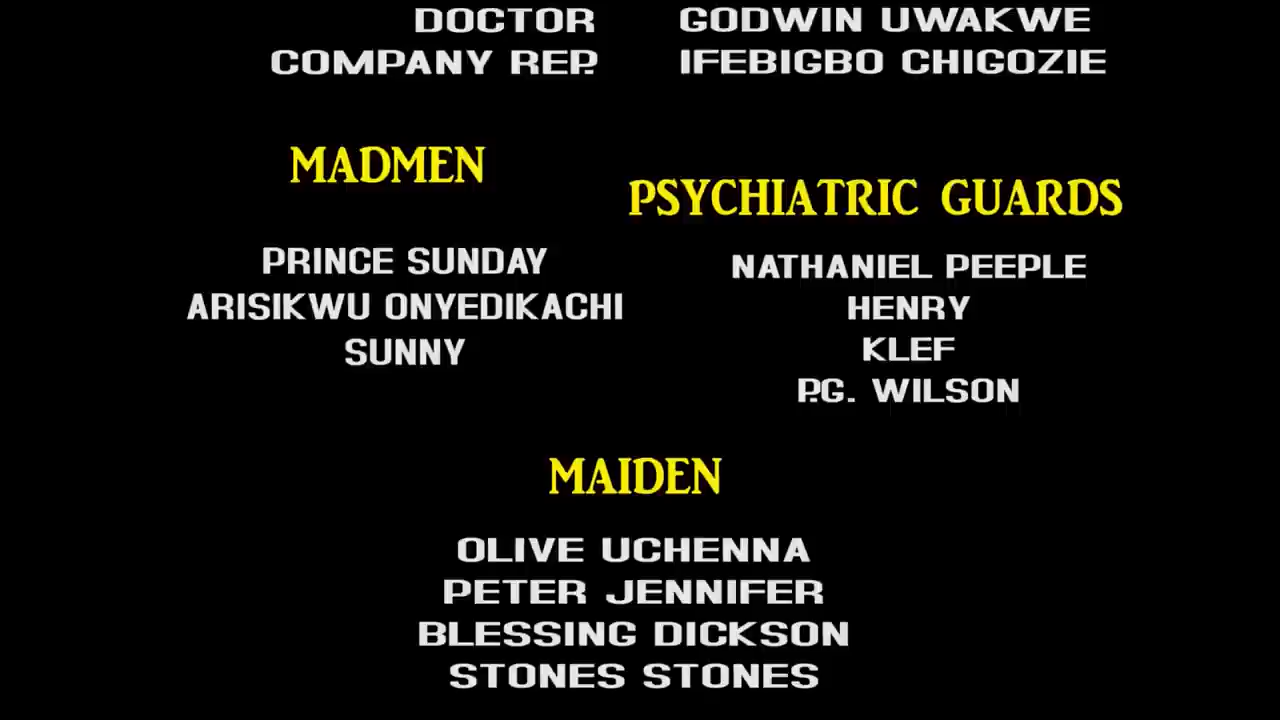 DOCTOR GODWIN UWAKWE
COMPANY REP. IFEBIGBO CHIGOZIE
MADMEN
PRINCE SUNDAY
ARISIKWU ONYEDIKACHI
SUNNY
PSYCHIATRIC GUARDS
NATHANIEL PEEPLE
HENRY
KLEF
P.G. WILSON
MAIDEN
OLIVE UCHENNA
PETER JENNIFER
BLESSING DICKSON
STONES STONES